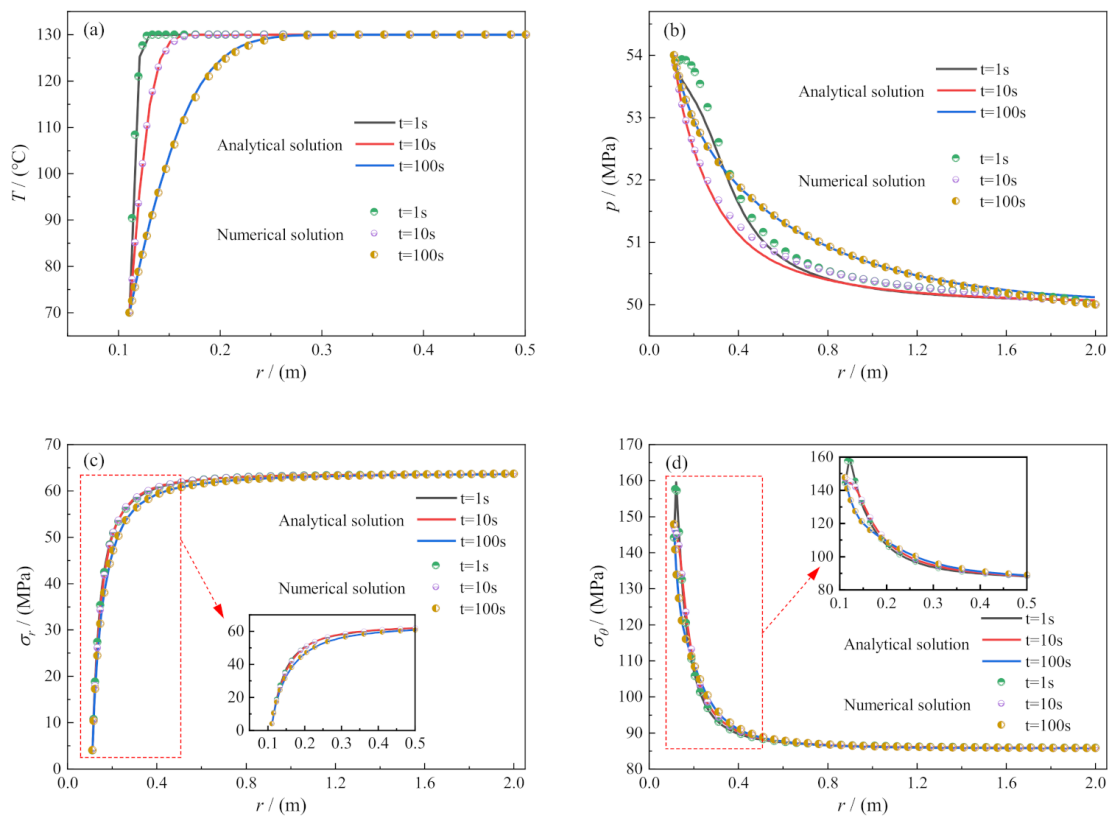 (a)
130
120
110
100
90
80
70
T / (℃)
Analytical solution
t=1s
t=10s
t=100s
Numerical solution
t=1s
t=10s
t=100s
0.1 0.2 0.3 0.4 0.5
r / (m)
(b)
54
53
52
51
50
p / (MPa)
t=1s
Analytical solution t=10s
t=100s
t=1s
Numerical solution t=10s
t=100s
0.0 0.4 0.8 1.2 1.6 2.0
r / (m)
(c)
70
60
50
40
30
20
10
0
σr / (MPa)
t=1s
Analytical solution t=10s
t=100s
Numerical solution
t=1s
t=10s
t=100s
60
40
20
0
0.1 0.2 0.3 0.4 0.5
0.0 0.4 0.8 1.2 1.6 2.0
r / (m)
(d)
170
160
150
140
130
120
110
100
90
80
σθ / (MPa)
160
140
120
100
80
0.1 0.2 0.3 0.4 0.5
t=1s
Analytical solution t=10s
t=100s
t=1s
Numerical solution t=10s
t=100s
0.0 0.4 0.8 1.2 1.6 2.0
r / (m)